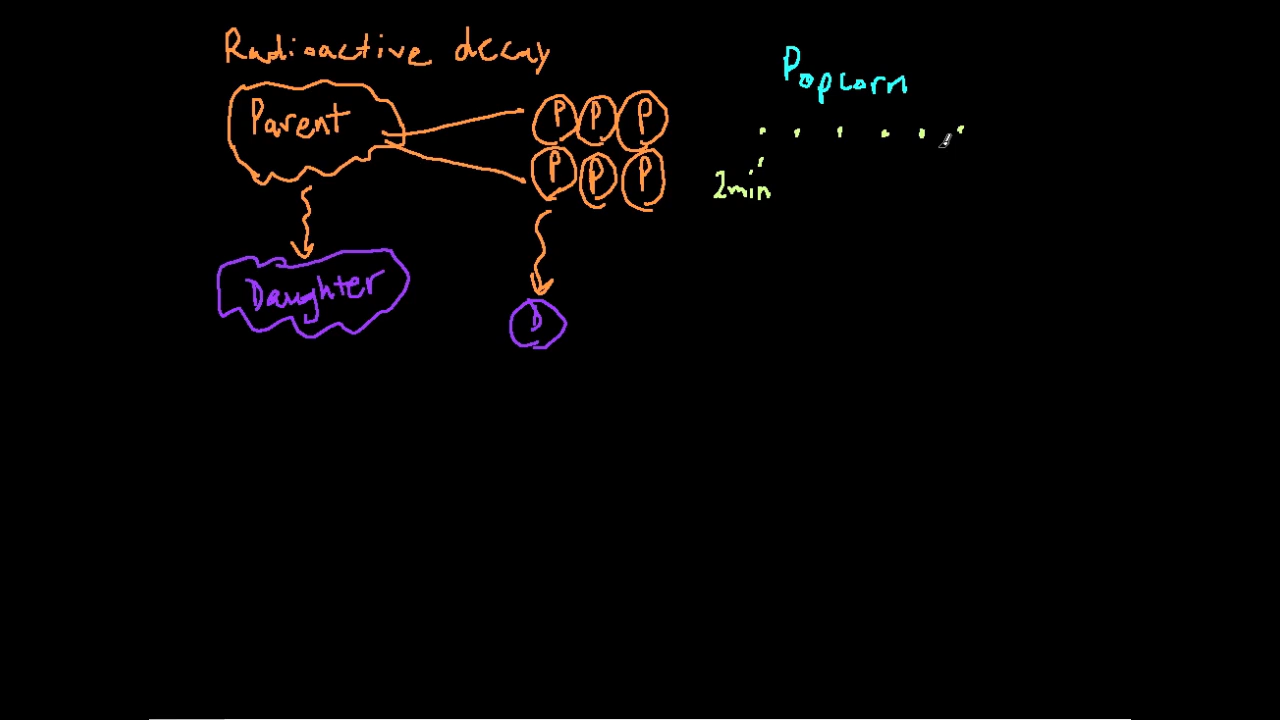 Radioactive decay
Parent
P P P
P P P
Daughter
D
Popcorn
2min